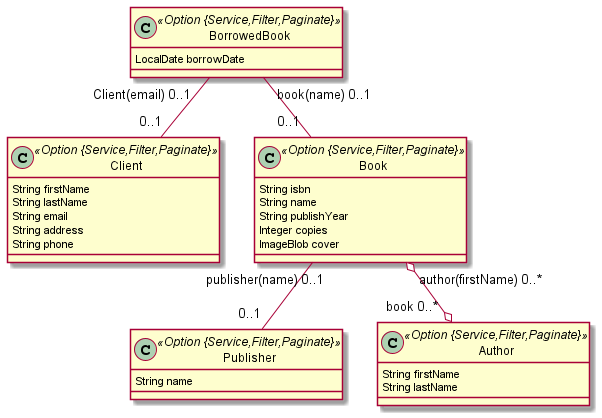 C «Option {Service,Filter,Paginate}»
BorrowedBook
LocalDate borrowDate
Client(email) 0..1
book(name) 0..1
0..1
0..1
C «Option {Service,Filter,Paginate}»
Client
String firstName
String lastName
String email
String address
String phone
C «Option {Service,Filter,Paginate}»
Book
String isbn
String name
String publishYear
Integer copies
ImageBlob cover
publisher(name) 0..1
author(firstName) 0..*
0..1
book 0..*
C «Option {Service,Filter,Paginate}»
Publisher
String name
C «Option {Service,Filter,Paginate}»
Author
String firstName
String lastName